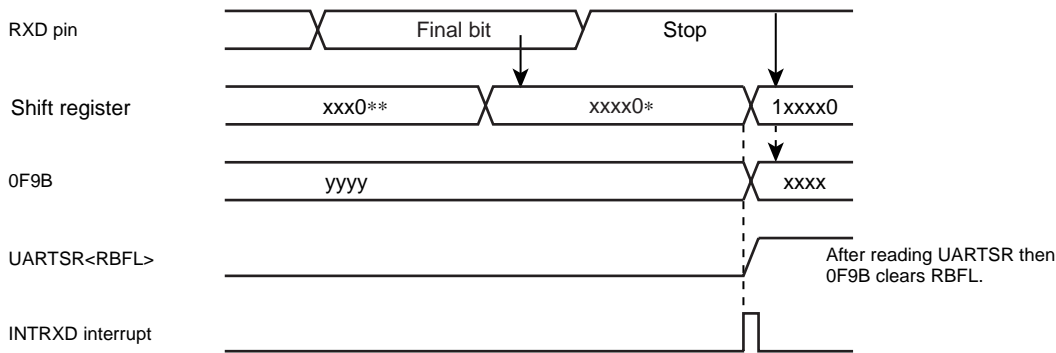 RXD pin
Final bit
Stop
Shift register
xxx0**
xxxx0*
1xxxx0
0F9B
yyyy
xxxx
UARTSR<RBFL>
After reading UARTSR then
0F9B clears RBFL.
INTRXD interrupt